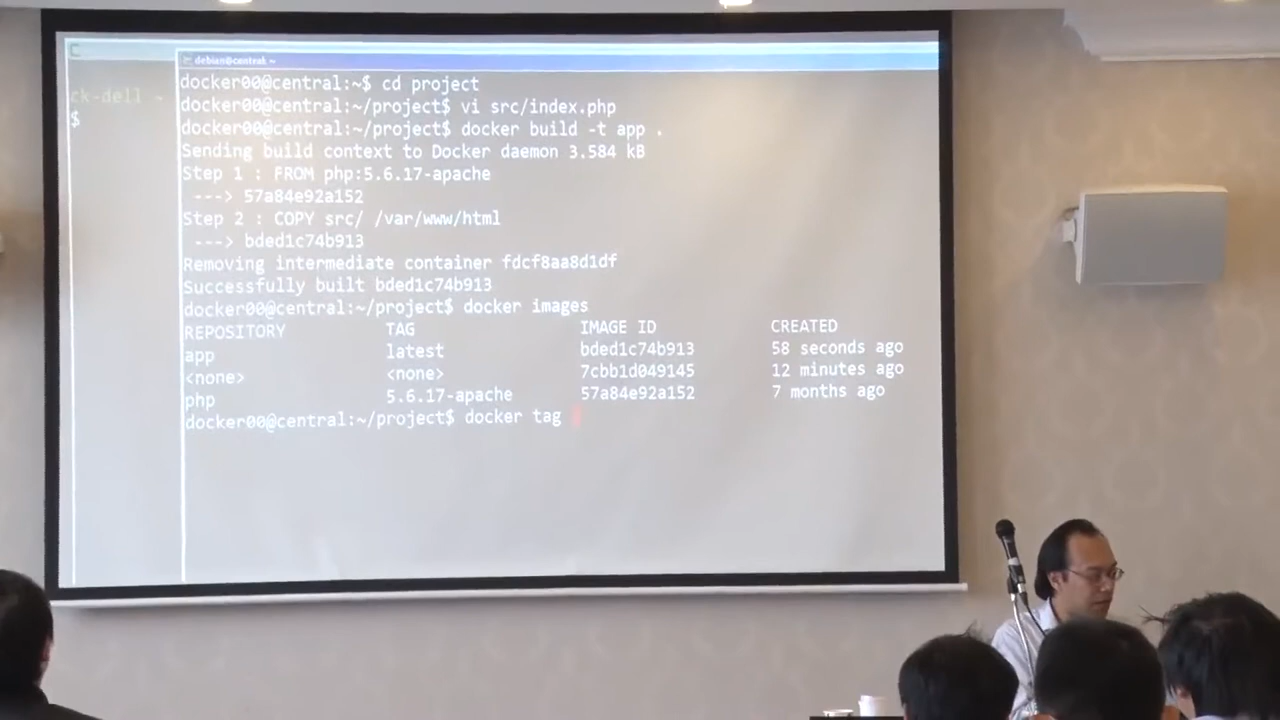 debian@central: ~
ck-dell ~
$
docker00@central:~$ cd project
docker00@central:~/project$ vi src/index.php
docker00@central:~/project$ docker build -t app .
Sending build context to Docker daemon 3.584 kB
Step 1 : FROM php:5.6.17-apache
---> 57a84e92a152
Step 2 : COPY src/ /var/www/html
---> bded1c74b913
Removing intermediate container fdcf8aa8d1df
Successfully built bded1c74b913
docker00@central:~/project$ docker images
REPOSITORY TAG IMAGE ID CREATED
app latest bded1c74b913 58 seconds ago
<none> <none> 7cbb1d049145 12 minutes ago
php 5.6.17-apache 57a84e92a152 7 months ago
docker00@central:~/project$ docker tag